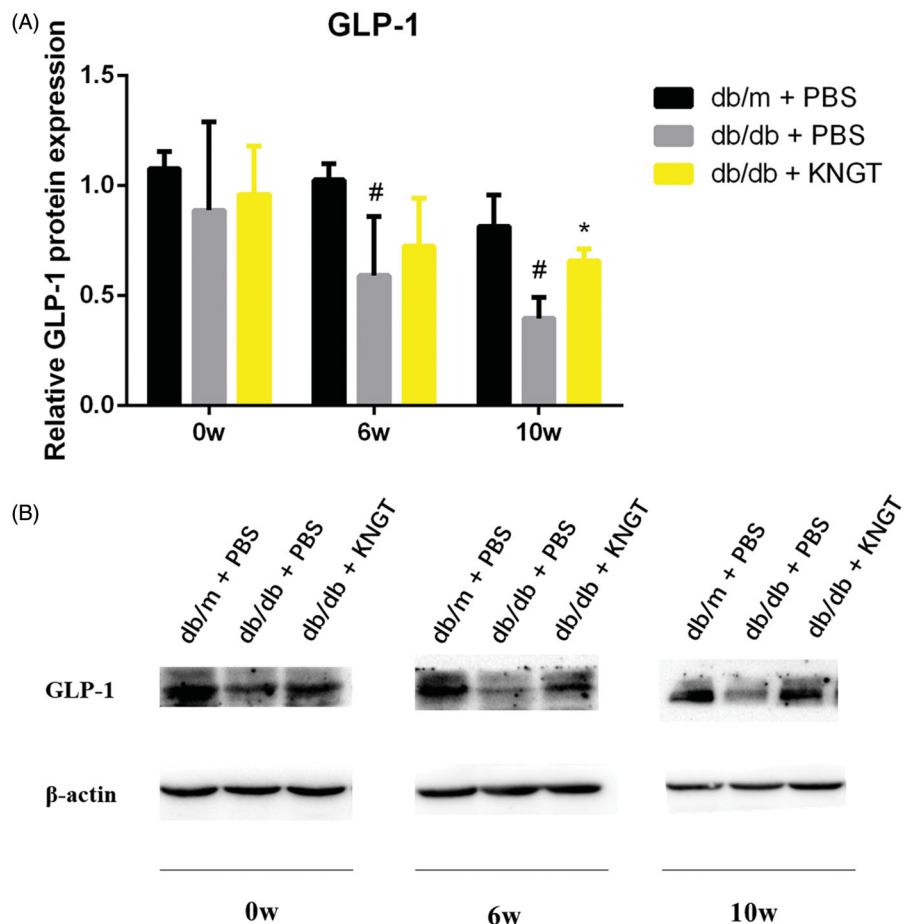 (A)
GLP-1
Relative GLP-1 protein expression
1.5
1.0
0.5
0.0
#
#
*
0w
6w
10w
db/m + PBS
db/db + PBS
db/db + KNGT
(B)
db/m + PBS
db/db + PBS
db/db + KNGT
db/m + PBS
db/db + PBS
db/db + KNGT
db/m + PBS
db/db + PBS
db/db + KNGT
GLP-1
β-actin
0w
6w
10w